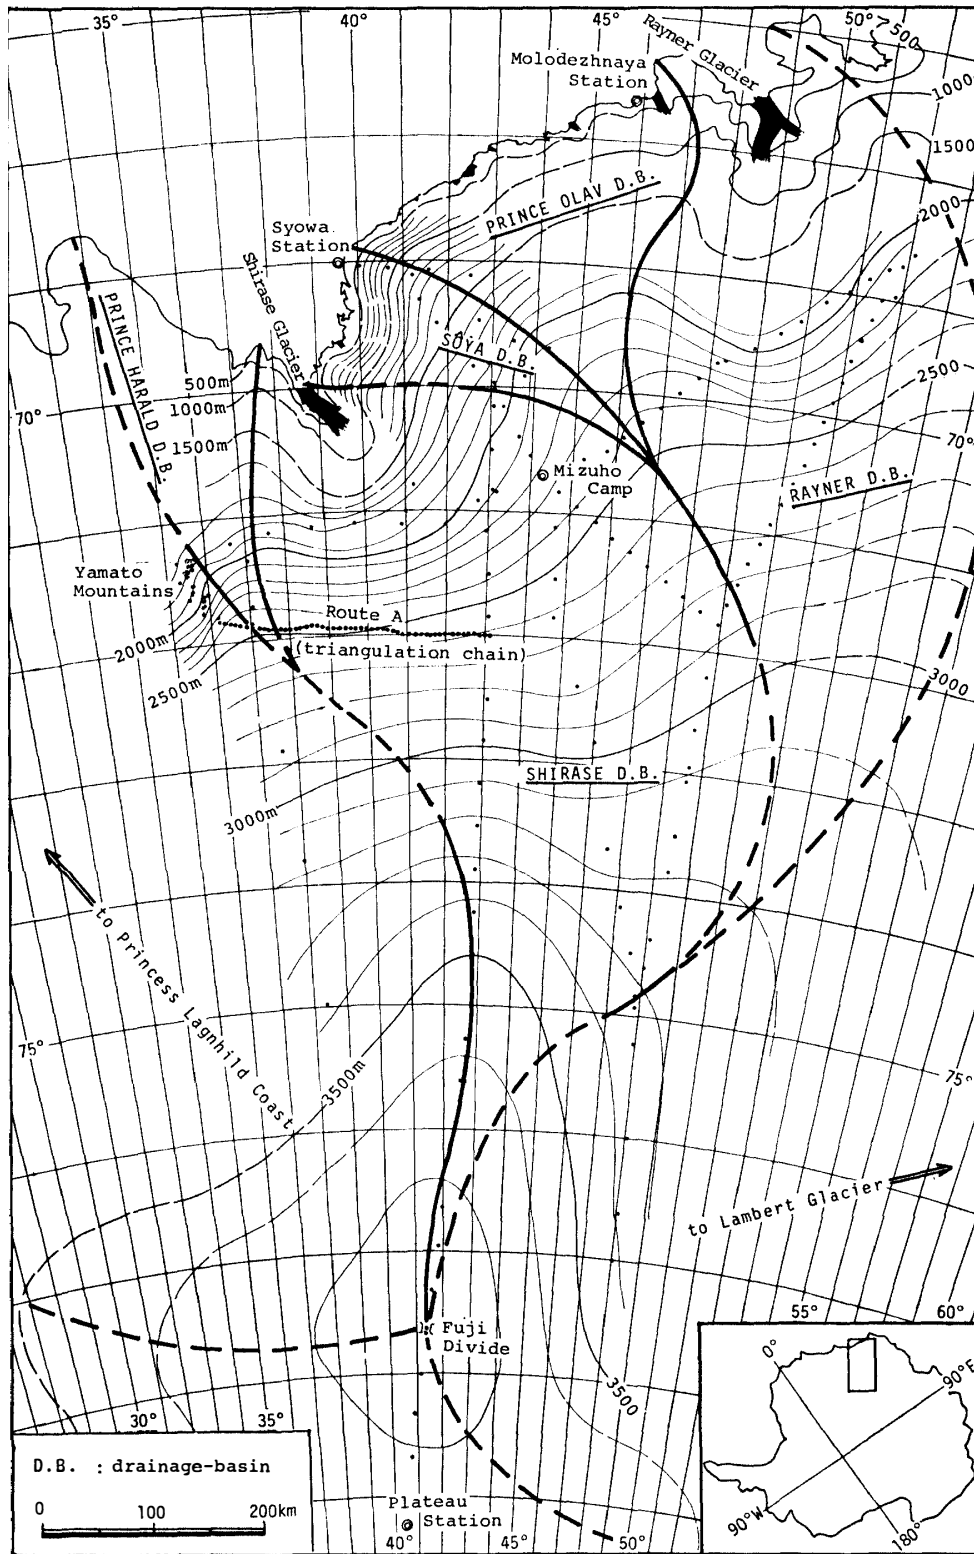 35°
40°
45°
50°
500
1000
1500
2000
2500
70°
3000
Rayner Glacier
Molodezhnaya
Station
PRINCE OLAV D.B.
Syowa
Station
Shirase Glacier
SÔYA D.B.
PRINCE HARALD D.B.
500m
1000m
1500m
70°
Mizuho
Camp
RAYNER D.B.
Yamato
Mountains
Route A
(triangulation chain)
2000m
2500m
SHIRASE D.B.
3000m
to Princess Lagnhild Coast
75°
3500m
75°
to Lambert Glacier
55°
60°
Fuji
Divide
3500
30°
35°
D.B. : drainage-basin
0 100 200km
Plateau
Station
40°
45°
50°
0°
90°E
90°W
180°